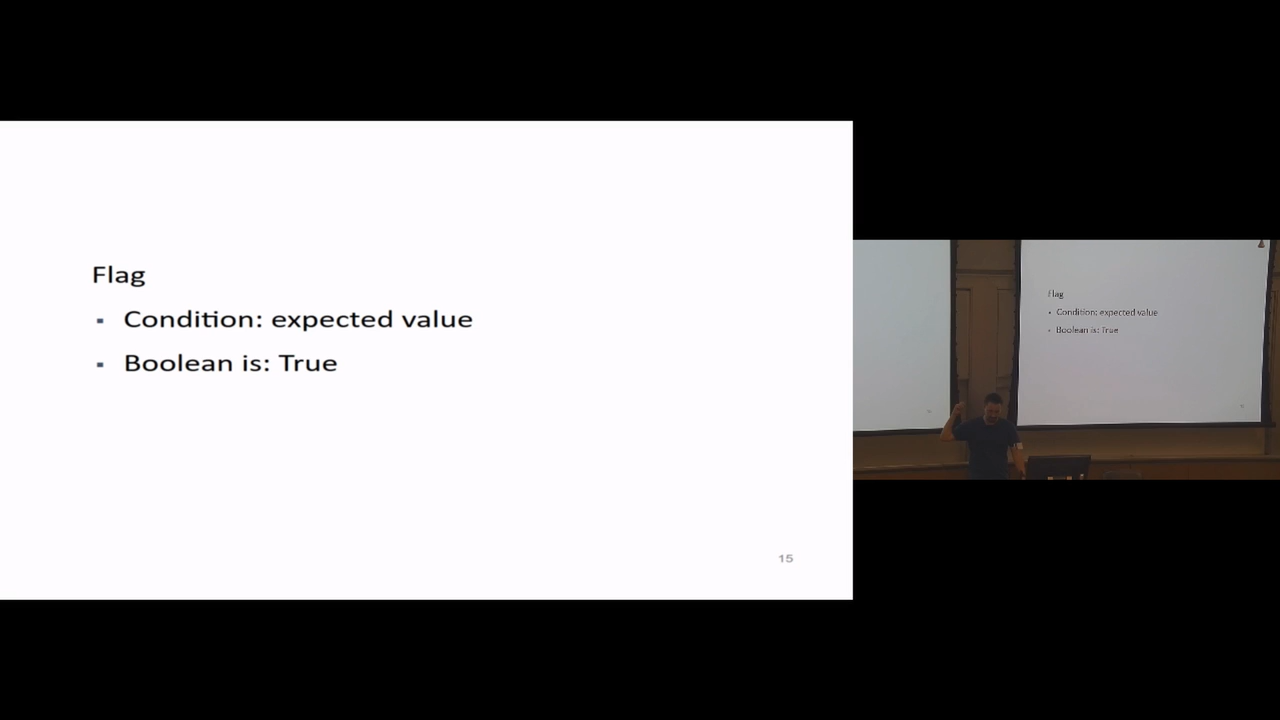 Flag
▪ Condition: expected value
▪ Boolean is: True
15
Flag
• Condition: expected value
• Boolean is: True